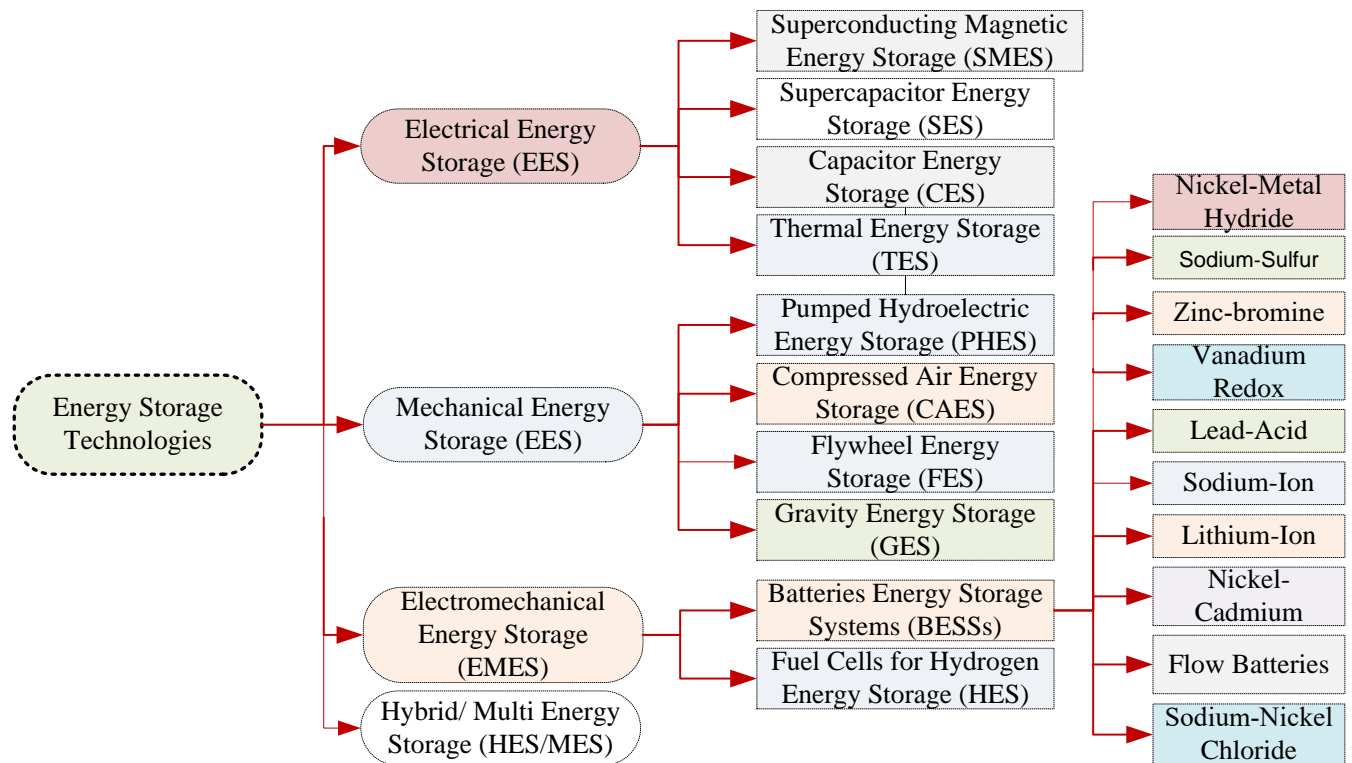 Energy Storage
Technologies
Electrical Energy
Storage (EES)
Mechanical Energy
Storage (EES)
Electromechanical
Energy Storage
(EMES)
Hybrid/ Multi Energy
Storage (HES/MES)
Superconducting Magnetic
Energy Storage (SMES)
Supercapacitor Energy
Storage (SES)
Capacitor Energy
Storage (CES)
Thermal Energy Storage
(TES)
Pumped Hydroelectric
Energy Storage (PHES)
Compressed Air Energy
Storage (CAES)
Flywheel Energy
Storage (FES)
Gravity Energy Storage
(GES)
Batteries Energy Storage
Systems (BESSs)
Fuel Cells for Hydrogen
Energy Storage (HES)
Nickel-Metal
Hydride
Sodium-Sulfur
Zinc-bromine
Vanadium
Redox
Lead-Acid
Sodium-Ion
Lithium-Ion
Nickel-
Cadmium
Flow Batteries
Sodium-Nickel
Chloride